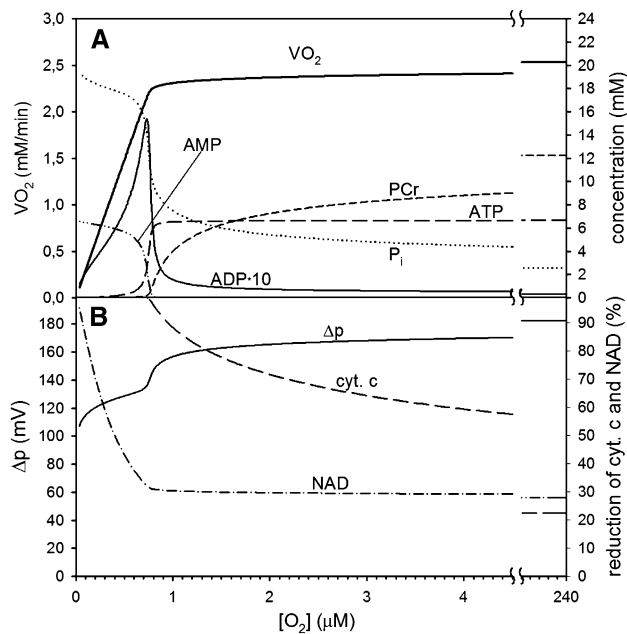 A
VO2 (mM/min)
3,0
2,5
2,0
1,5
1,0
0,5
0,0
VO2
AMP
PCr
ATP
Pi
ADP*10
24
22
20
18
16
14
12
10
8
6
4
2
0
concentration (mM)
B
Δp (mV)
180
160
140
120
100
80
60
40
20
0
Δp
cyt. c
NAD
90
80
70
60
50
40
30
20
10
0
reduction of cyt. c and NAD (%)
0 1 2 3 4 240
[O2] (μM)